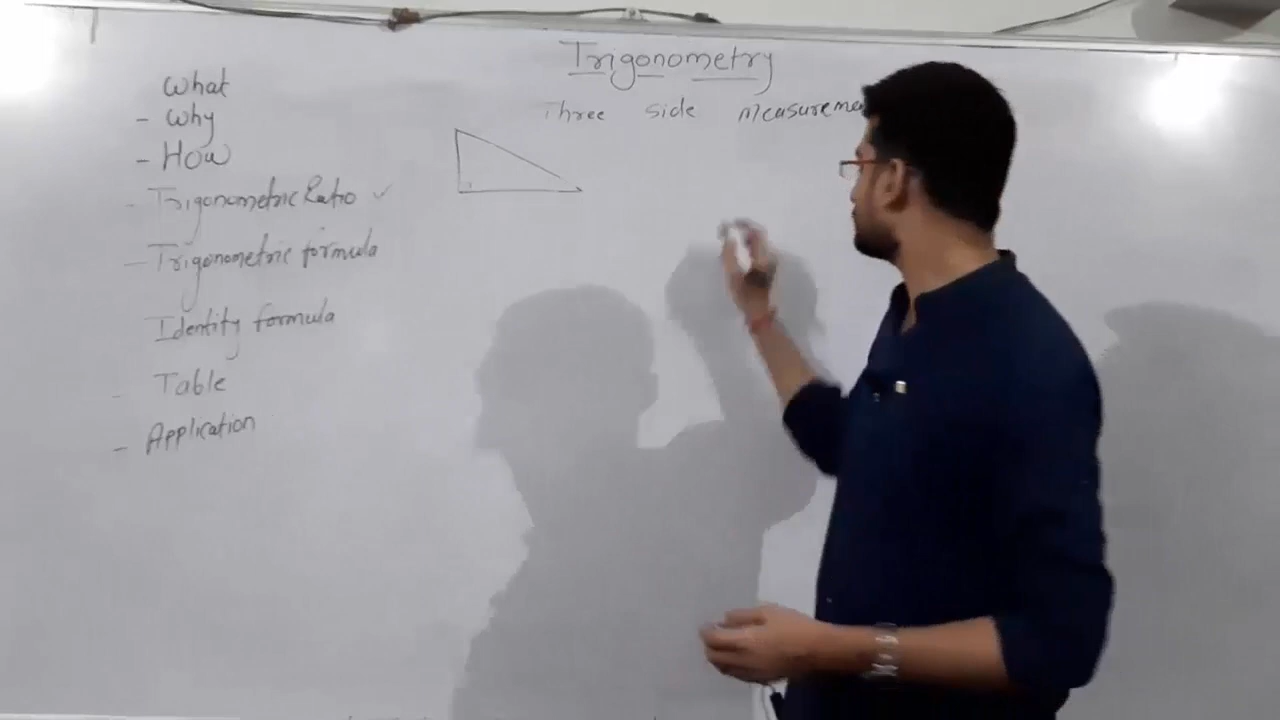 Trigonometry
Three side measureme
What
- Why
- How
- Trigonometric Ratio ✓
- Trigonometric formula
Identity formula
- Table
- Application